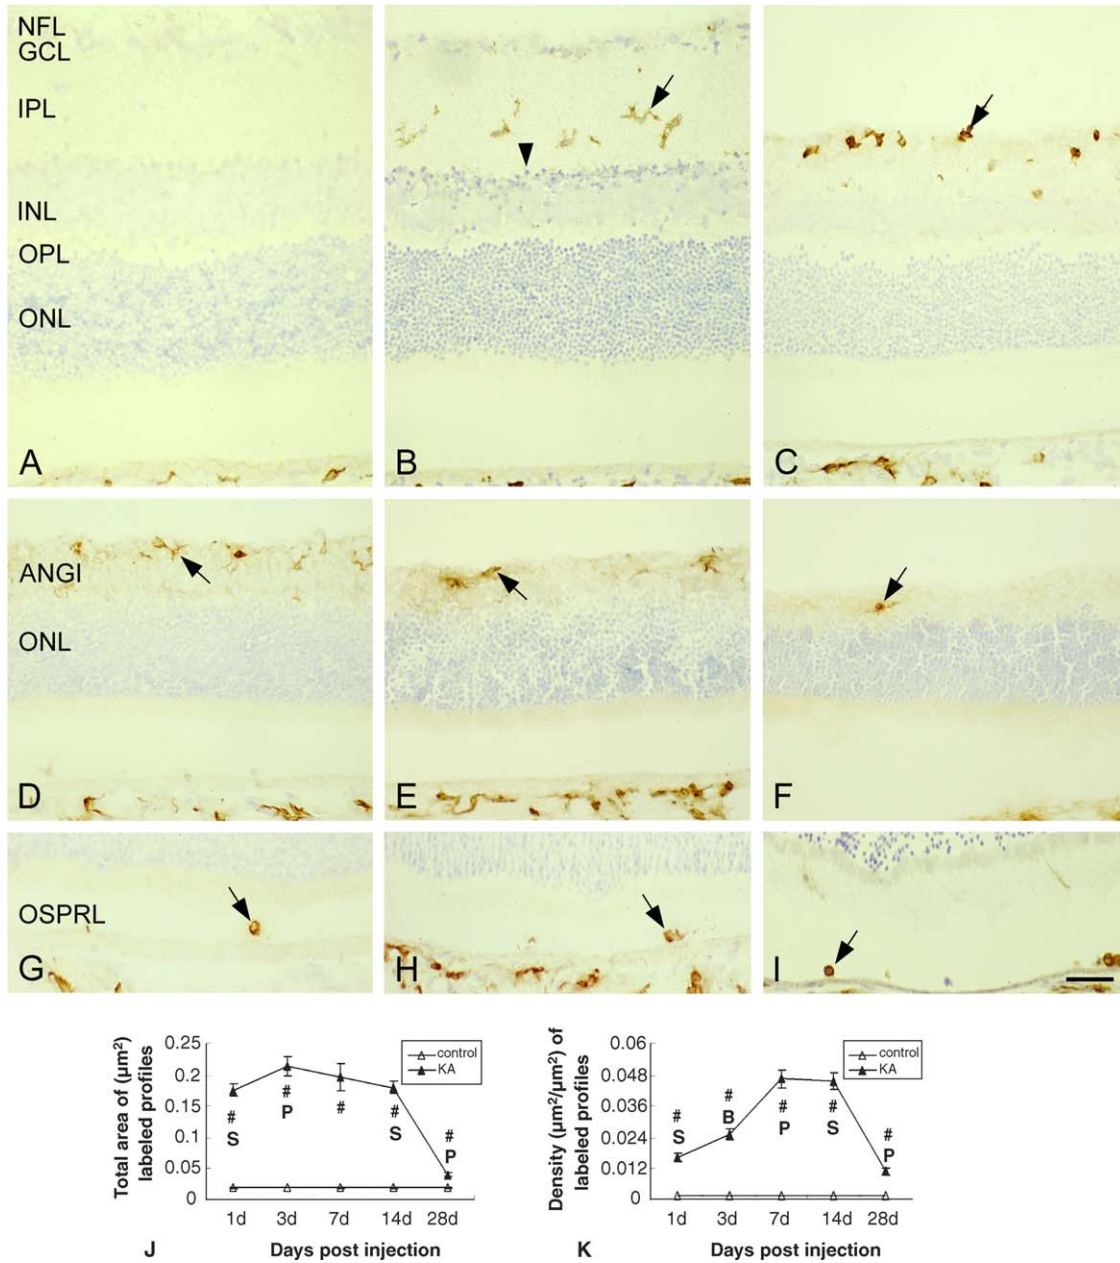 NFL
GCL
IPL
INL
OPL
ONL
A
B
C
ANGI
ONL
D
E
F
OSPRL
G
H
I
Total area of (µm²)
labeled profiles
0.25
0.2
0.15
0.1
0.05
0
control
KA
#
S
#
P
#
#
S
#
P
1d 3d 7d 14d 28d
J Days post injection
Density (µm²/µm²) of
labeled profiles
0.06
0.048
0.036
0.024
0.012
0
control
KA
#
S
#
B
#
P
#
S
#
P
1d 3d 7d 14d 28d
K Days post injection